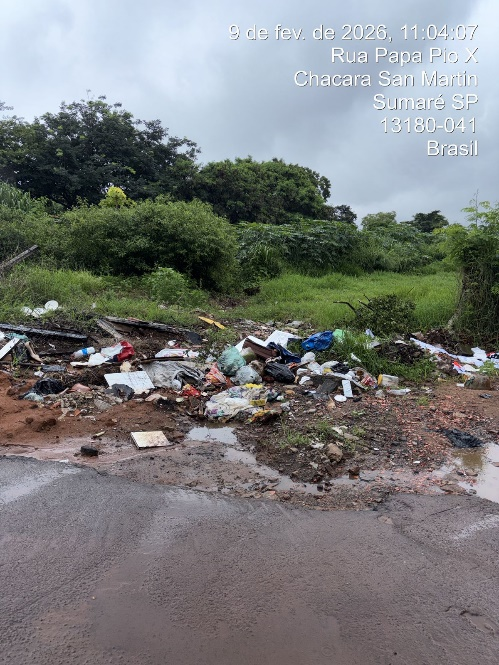 9 de fev. de 2026, 11:04:07
Rua Papa Pio X
Chacara San Martin
Sumaré SP
13180-041
Brasil